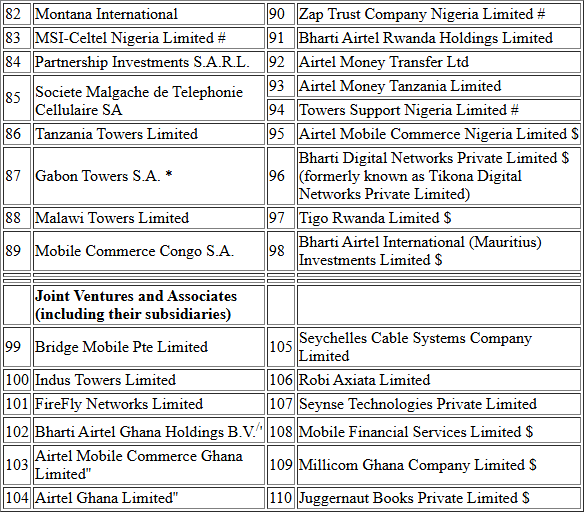 82 Montana International 90 Zap Trust Company Nigeria Limited #
83 MSI-Celtel Nigeria Limited # 91 Bharti Airtel Rwanda Holdings Limited
84 Partnership Investments S.A.R.L. 92 Airtel Money Transfer Ltd
85 Societe Malgache de Telephonie
Cellulaire SA
93 Airtel Money Tanzania Limited
94 Towers Support Nigeria Limited #
86 Tanzania Towers Limited 95 Airtel Mobile Commerce Nigeria Limited $
87 Gabon Towers S.A. *
96 Bharti Digital Networks Private Limited $
(formerly known as Tikona Digital
Networks Private Limited)
88 Malawi Towers Limited 97 Tigo Rwanda Limited $
89 Mobile Commerce Congo S.A.
98 Bharti Airtel International (Mauritius)
Investments Limited $
Joint Ventures and Associates
(including their subsidiaries)
99 Bridge Mobile Pte Limited
105 Seychelles Cable Systems Company
Limited
100 Indus Towers Limited 106 Robi Axiata Limited
101 FireFly Networks Limited 107 Seynse Technologies Private Limited
102 Bharti Airtel Ghana Holdings B.V. 108 Mobile Financial Services Limited $
103 Airtel Mobile Commerce Ghana
Limited"
109 Millicom Ghana Company Limited $
104 Airtel Ghana Limited" 110 Juggernaut Books Private Limited $